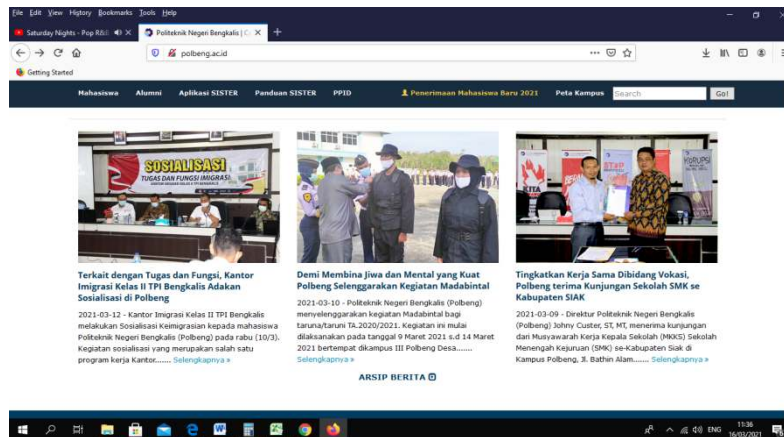 File Edit View History Bookmarks Tools Help
Saturday Nights - Pop R&B
Politeknik Negeri Bengkalis |
polbeng.ac.id
Getting Started
Mahasiswa Alumni Aplikasi SISTER Panduan SISTER PPID Penerimaan Mahasiswa Baru 2021 Peta Kampus Search Go!
SOSIALISASI
TUGAS DAN FUNGSI IMIGRASI
KANTOR IMIGRASI KELAS II TPI BENGKALIS
KITA
STOP
KORUPSI
Terkait dengan Tugas dan Fungsi, Kantor
Imigrasi Kelas II TPI Bengkalis Adakan
Sosialisasi di Polbeng
2021-03-12 - Kantor Imigrasi Kelas II TPI Bengkalis
melakukan Sosialisasi Keimigrasian kepada mahasiswa
Politeknik Negeri Bengkalis (Polbeng) pada rabu (10/3).
Kegiatan sosialisasi yang merupakan salah satu
program kerja Kantor....... Selengkapnya »
Demi Membina Jiwa dan Mental yang Kuat
Polbeng Selenggarakan Kegiatan Madabintal
2021-03-10 - Politeknik Negeri Bengkalis (Polbeng)
menyelenggarakan kegiatan Madabintal bagi
taruna/taruni TA.2020/2021. Kegiatan ini mulai
dilaksanakan pada tanggal 9 Maret 2021 s.d 14 Maret
2021 bertempat dikampus III Polbeng Desa.......
Selengkapnya »
Tingkatkan Kerja Sama Dibidang Vokasi,
Polbeng terima Kunjungan Sekolah SMK se
Kabupaten SIAK
2021-03-09 - Direktur Politeknik Negeri Bengkalis
(Polbeng) Johny Custer, ST, MT, menerima kunjungan
dari Musyawarah Kerja Kepala Sekolah (MKKS) Sekolah
Menengah Kejuruan (SMK) se-Kabupaten Siak di
Kampus Polbeng, Jl. Bathin Alam....... Selengkapnya »
ARSIP BERITA
ENG
11:36
16/03/2021